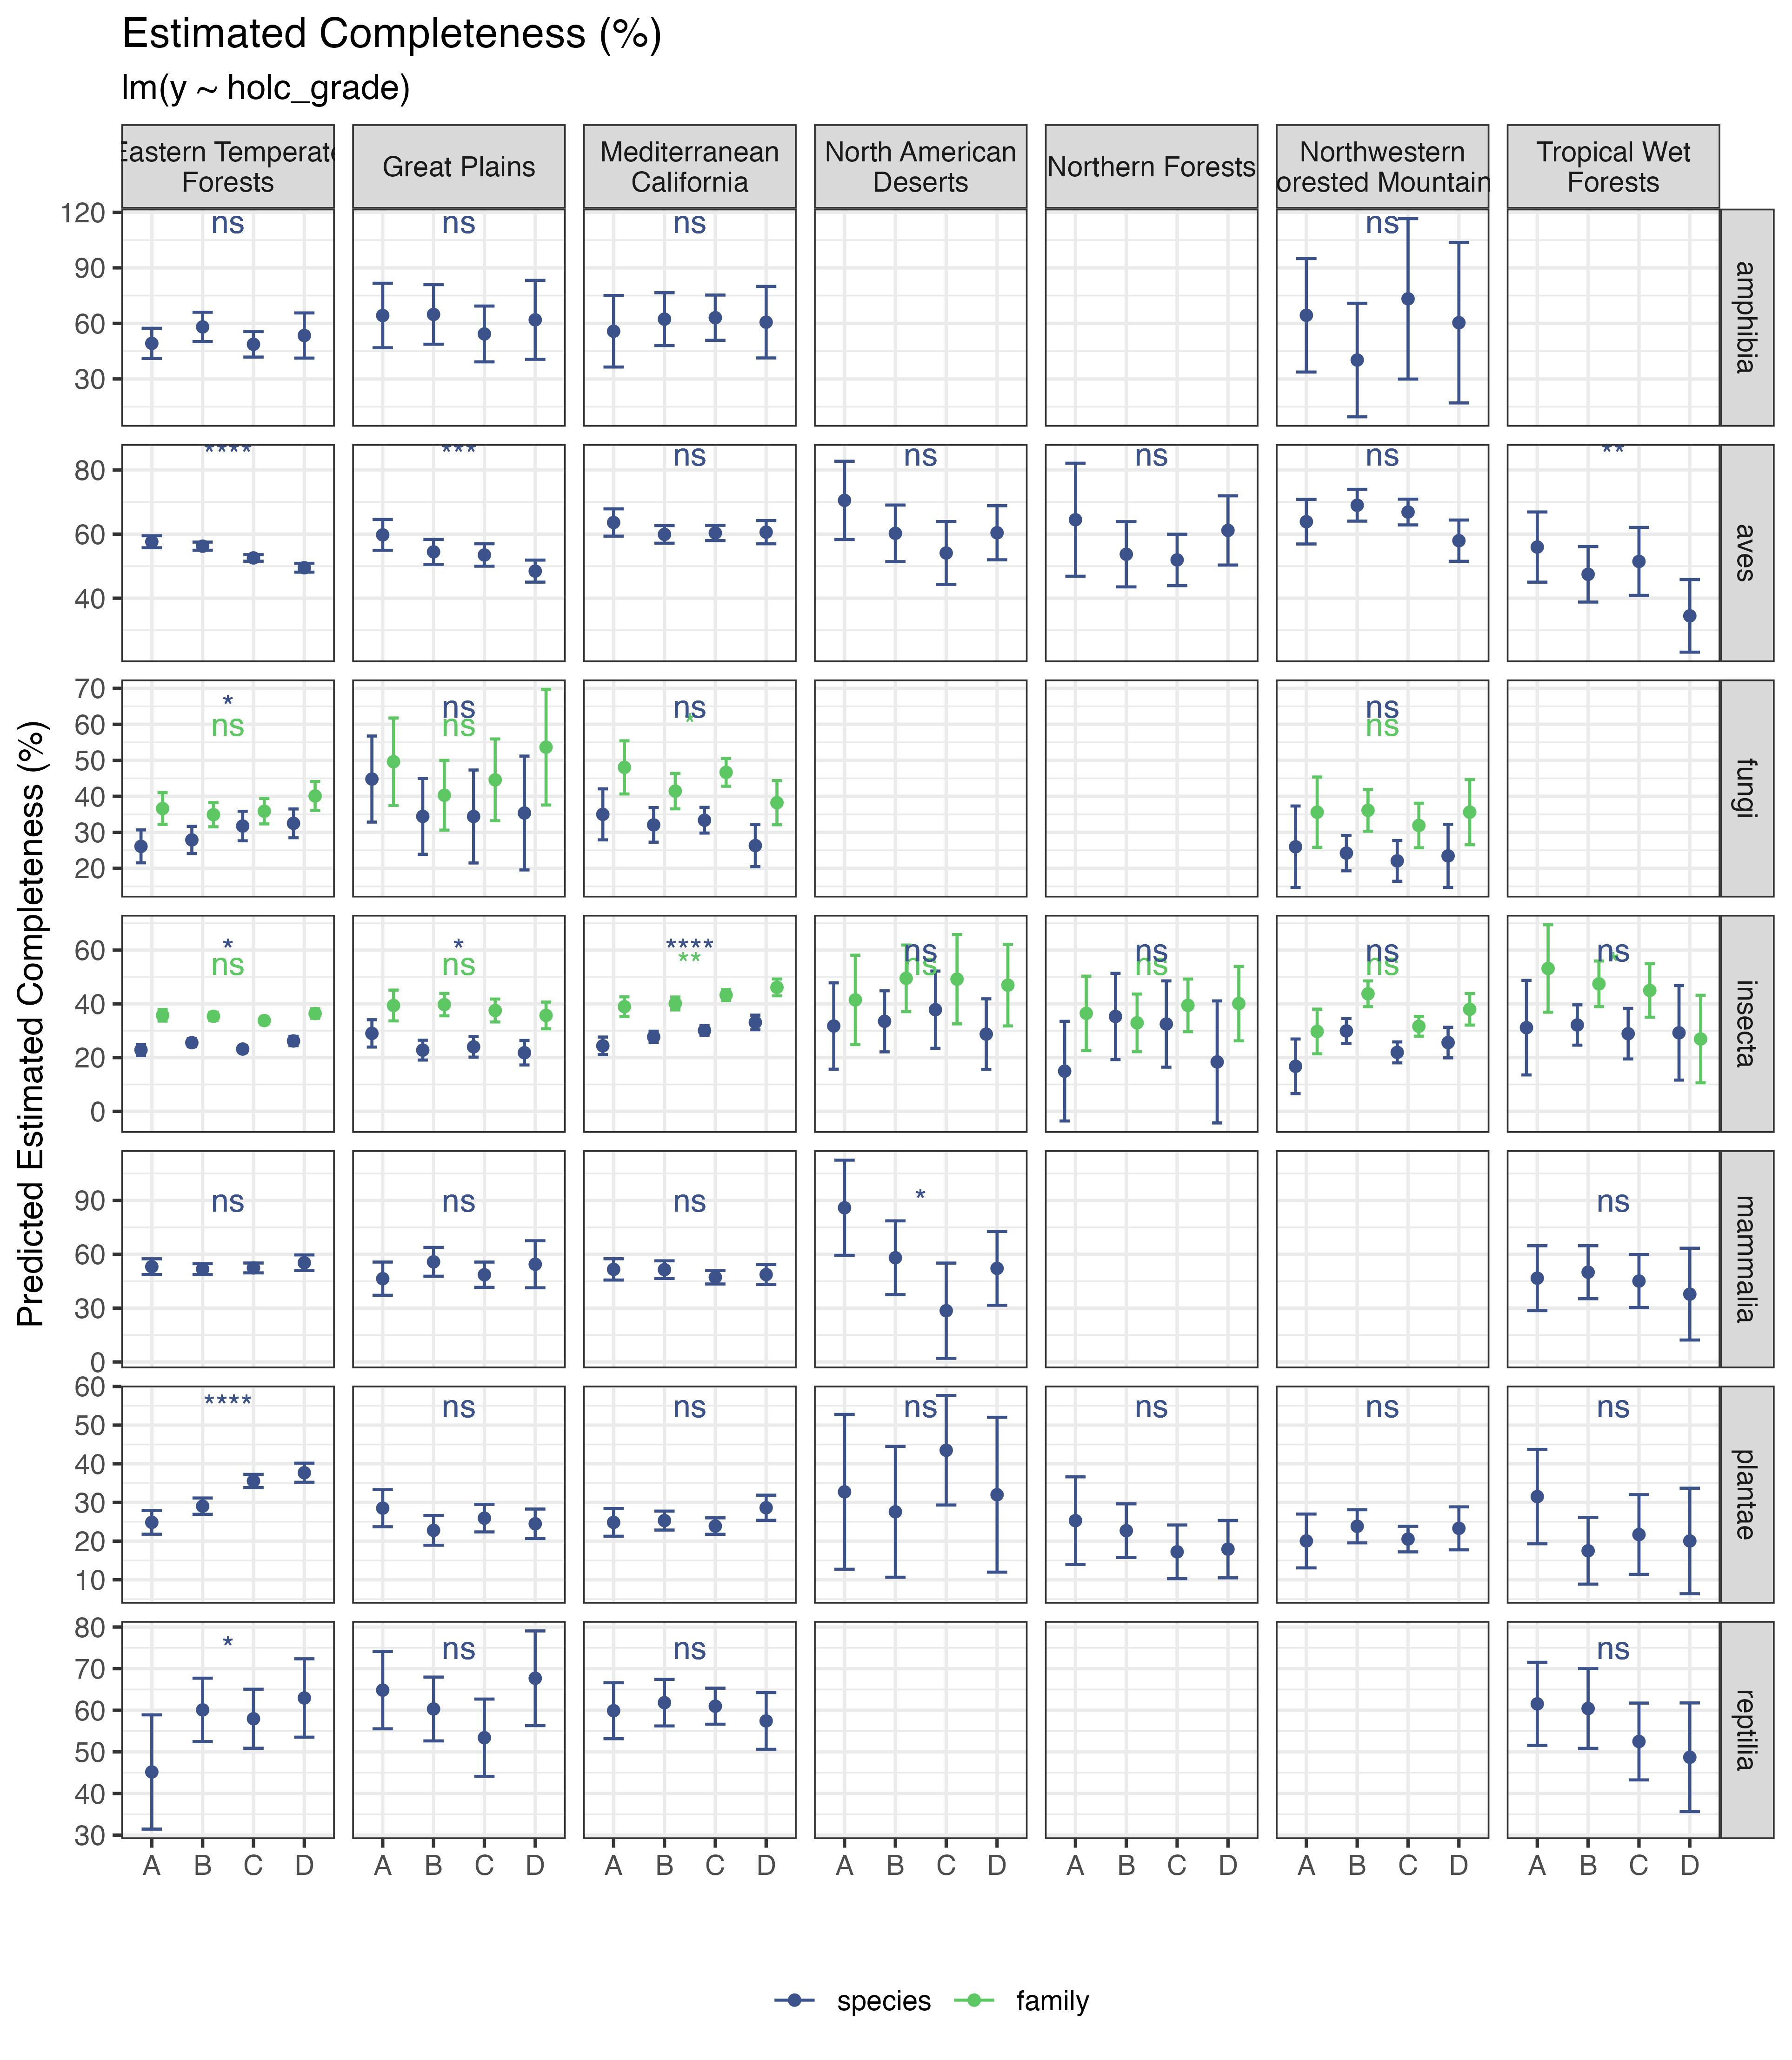 Estimated Completeness (%)
lm(y ~ holc_grade)
Eastern Temperate
Forests
Great Plains
Mediterranean
California
North American
Deserts
Northern Forests
Northwestern
orested Mountain
Tropical Wet
Forests
Predicted Estimated Completeness (%)
120
90
60
30
ns
ns
ns
ns
amphibia
80
60
40
****
***
ns
ns
ns
ns
**
aves
70
60
50
40
30
20
*
ns
ns
ns
ns
*
ns
ns
fungi
60
40
20
0
*
ns
*
ns
****
**
ns
ns
ns
ns
ns
ns
ns
*
insecta
90
60
30
0
ns
ns
ns
*
ns
mammalia
60
50
40
30
20
10
****
ns
ns
ns
ns
ns
ns
plantae
80
70
60
50
40
30
*
ns
ns
ns
reptilia
A B C D
A B C D
A B C D
A B C D
A B C D
A B C D
A B C D
species
family